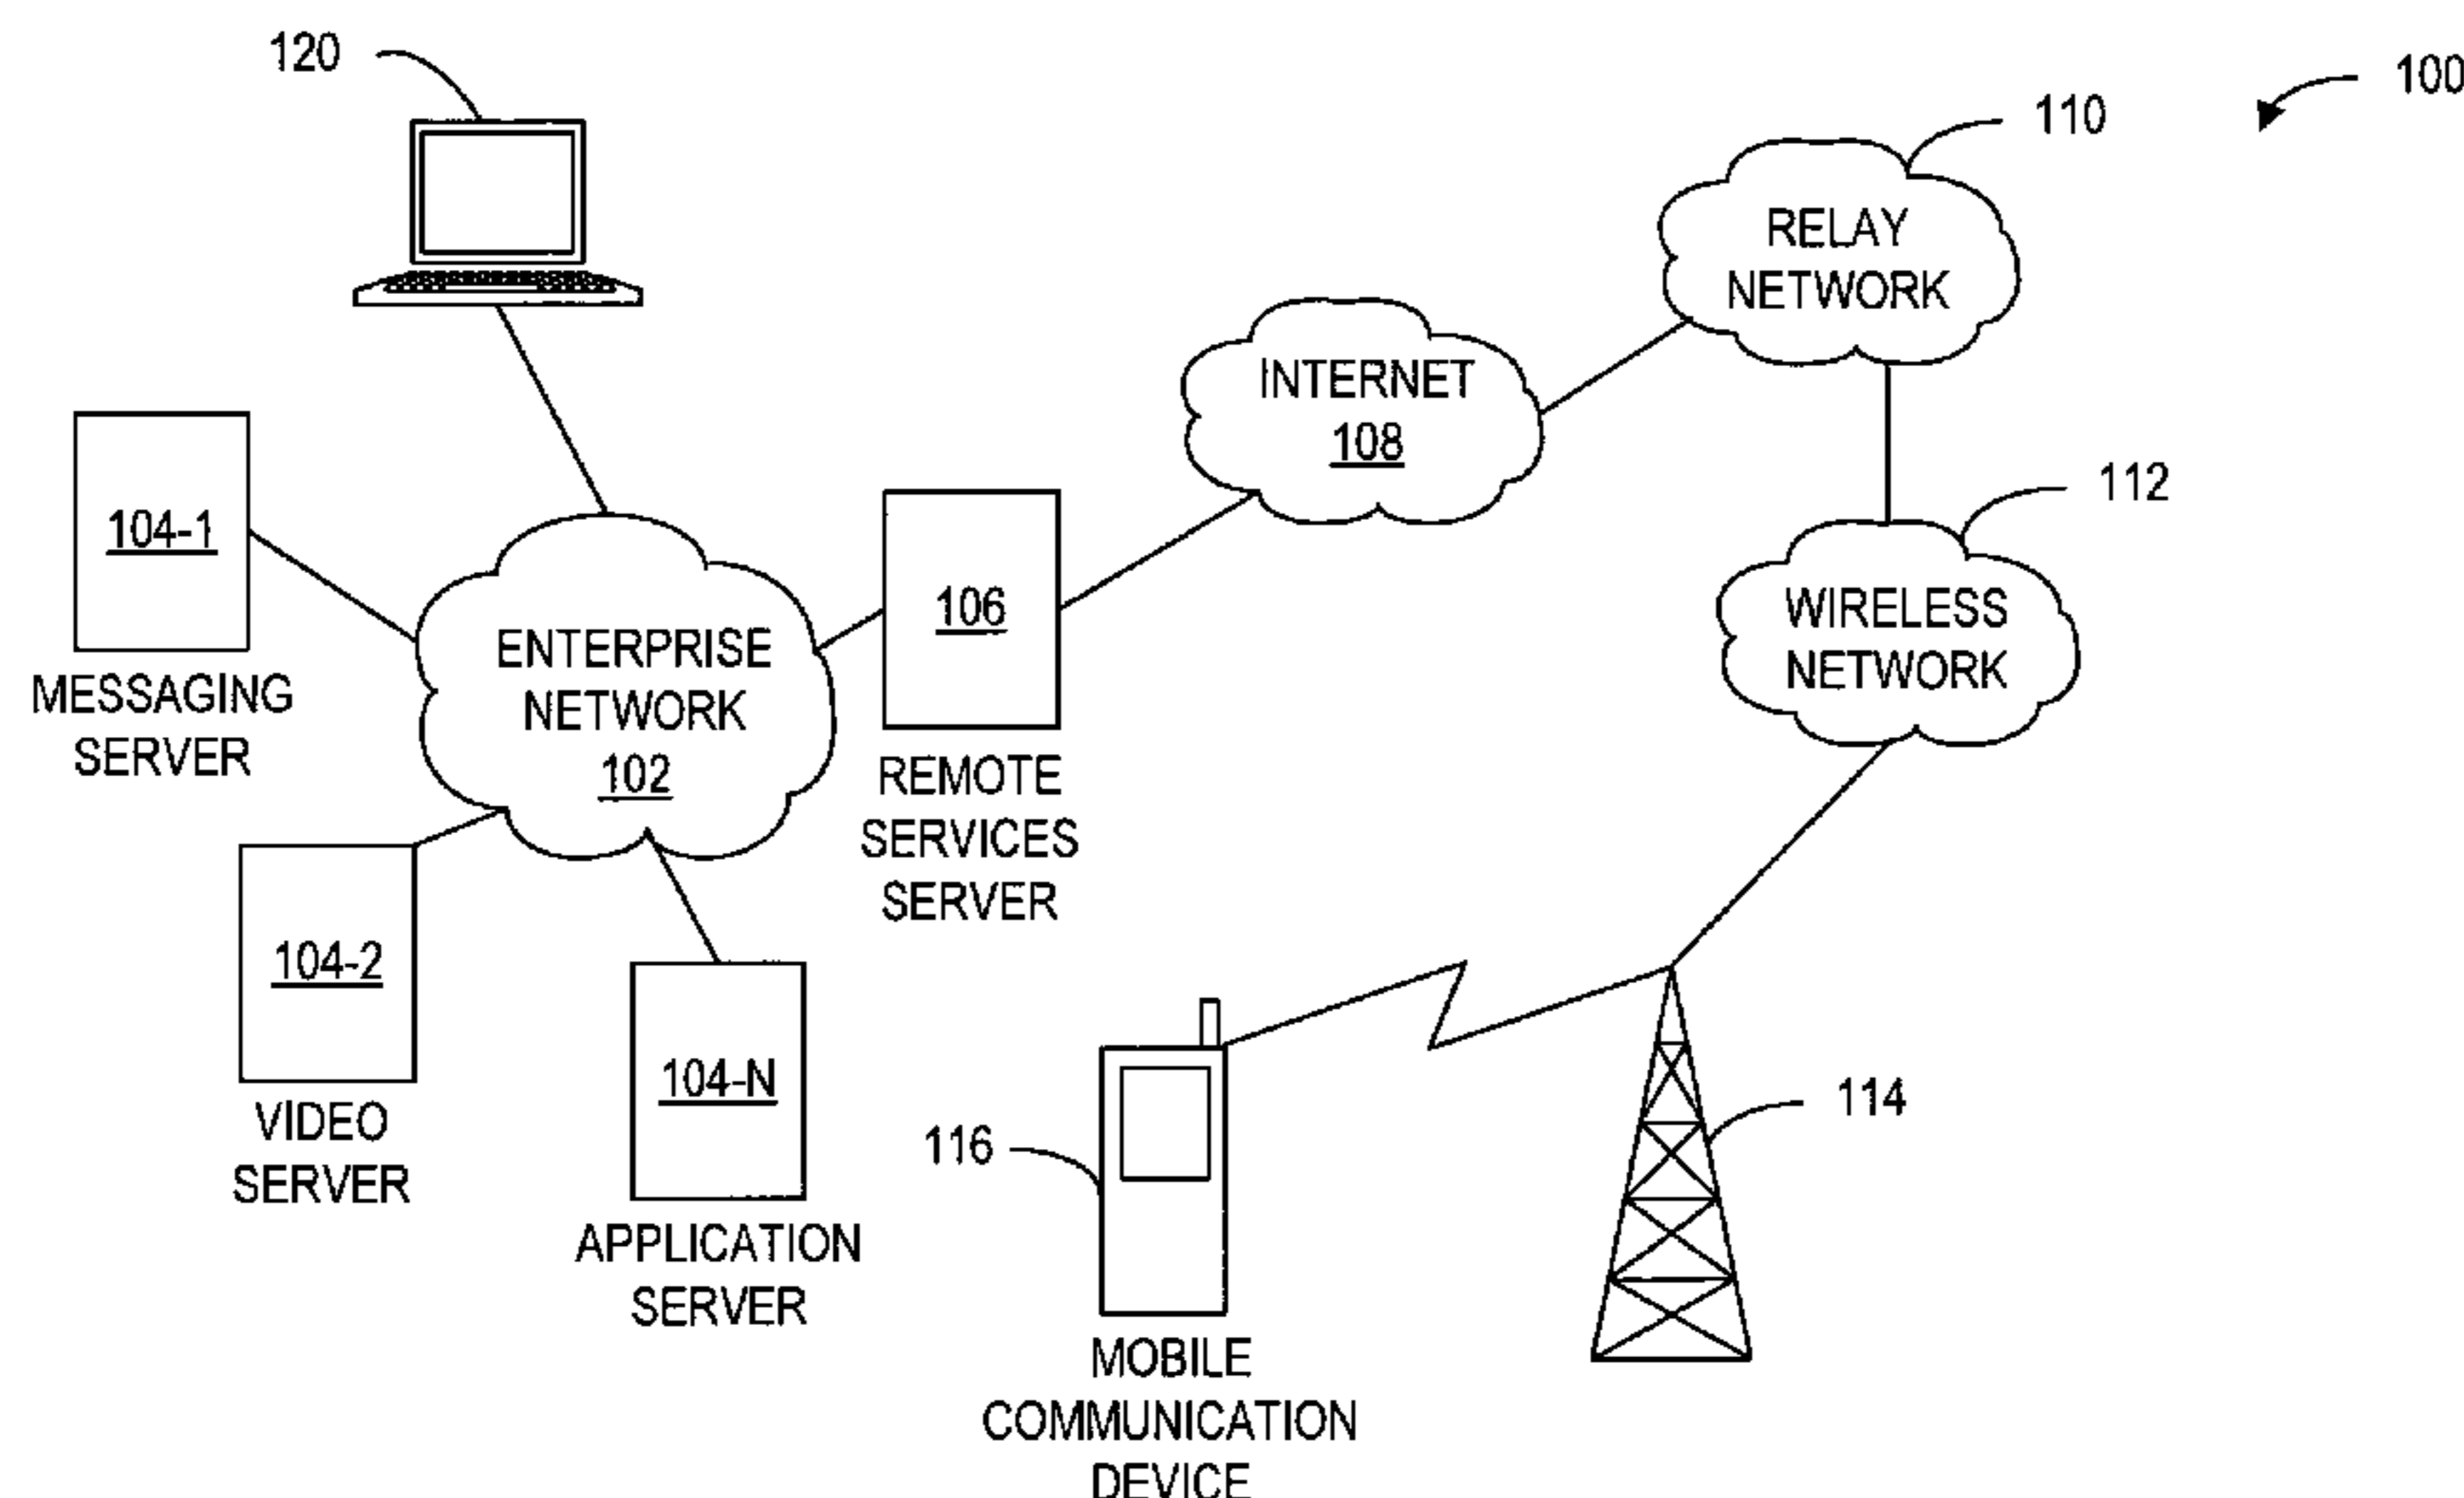 120
100
110
RELAY
NETWORK
INTERNET
108
112
104-1
MESSAGING
SERVER
ENTERPRISE
NETWORK
102
106
REMOTE
SERVICES
SERVER
WIRELESS
NETWORK
104-2
VIDEO
SERVER
104-N
APPLICATION
SERVER
116
MOBILE
COMMUNICATION
DEVICE
114